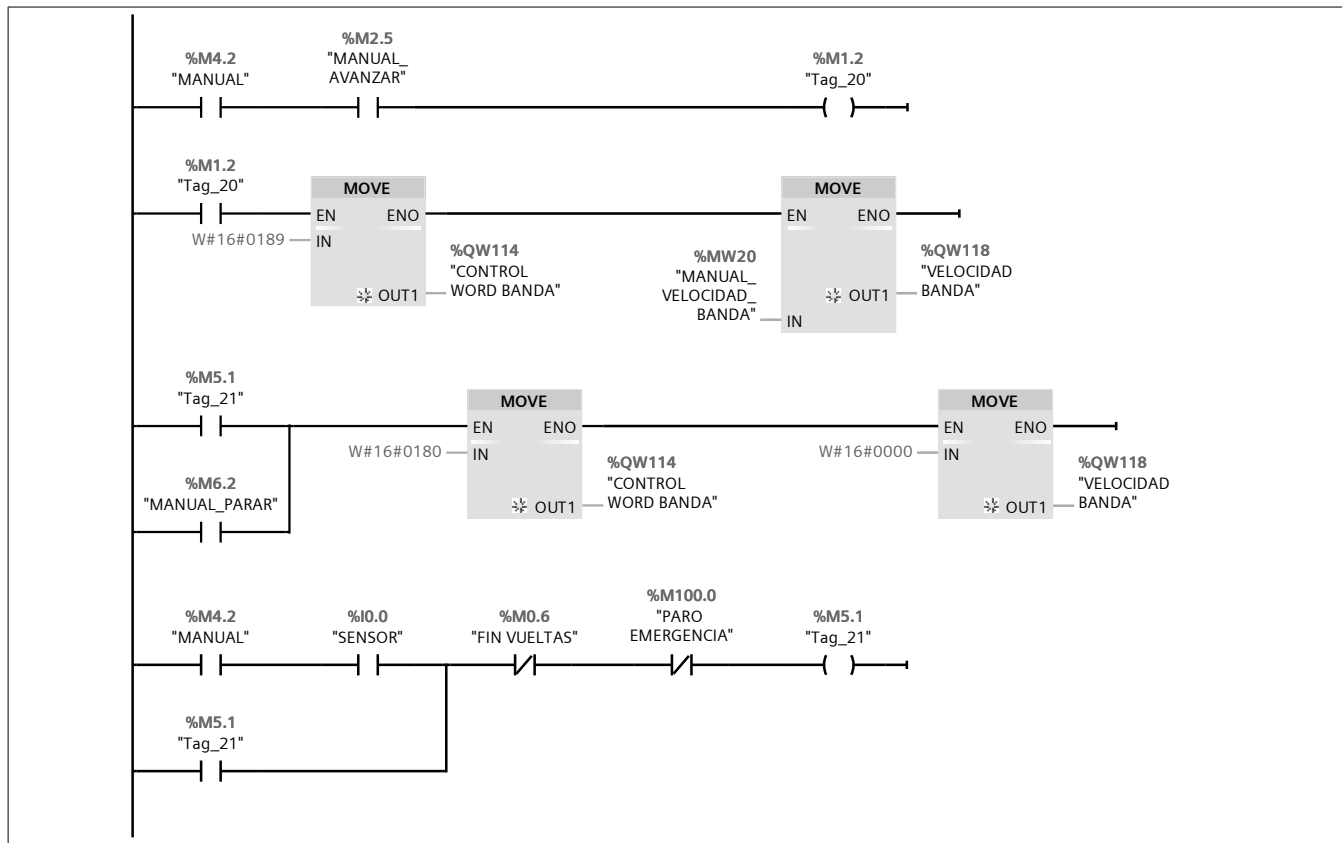 %M4.2
"MANUAL"
%M2.5
"MANUAL_
AVANZAR"
%M1.2
"Tag_20"
%M1.2
"Tag_20"
MOVE
EN
ENO
W#16#0189
IN
OUT1
%QW114
"CONTROL
WORD BANDA"
MOVE
EN
ENO
%MW20
"MANUAL_
VELOCIDAD_
BANDA"
IN
OUT1
%QW118
"VELOCIDAD
BANDA"
%M5.1
"Tag_21"
%M6.2
"MANUAL_PARAR"
MOVE
EN
ENO
W#16#0180
IN
OUT1
%QW114
"CONTROL
WORD BANDA"
MOVE
EN
ENO
W#16#0000
IN
OUT1
%QW118
"VELOCIDAD
BANDA"
%M4.2
"MANUAL"
%I0.0
"SENSOR"
%M0.6
"FIN VUELTAS"
%M100.0
"PARO
EMERGENCIA"
%M5.1
"Tag_21"
%M5.1
"Tag_21"